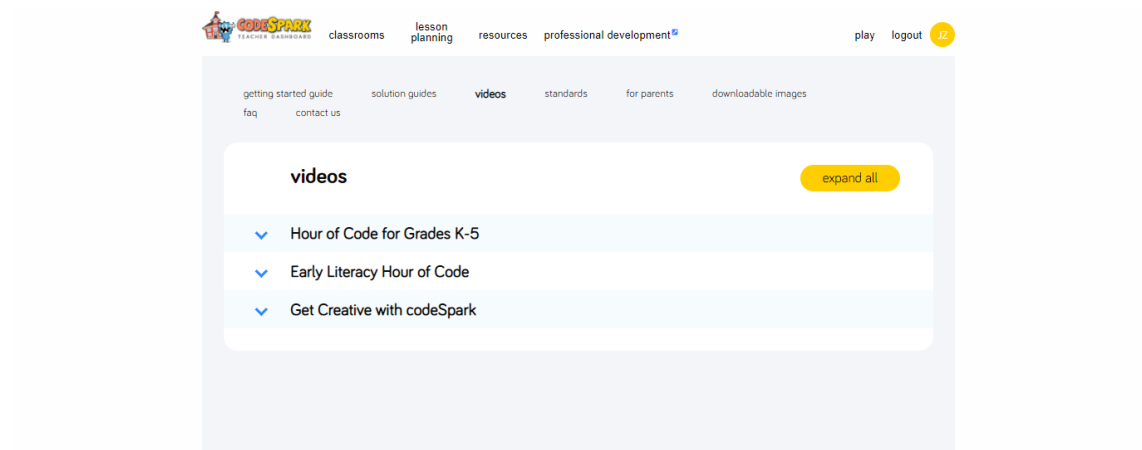 CODESPARK
TEACHER DASHBOARD
classrooms
lesson
planning
resources
professional development
play
logout
JZ
getting started guide
solution guides
videos
standards
for parents
downloadable images
faq
contact us
videos
expand all
Hour of Code for Grades K-5
Early Literacy Hour of Code
Get Creative with codeSpark